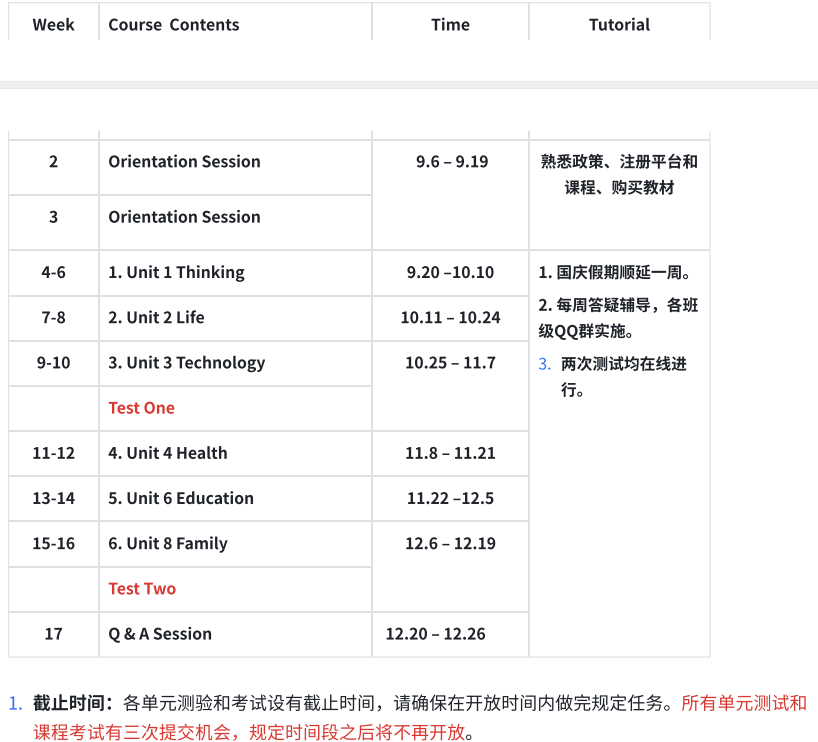 Week Course Contents Time Tutorial
2 Orientation Session 9.6 – 9.19 熟悉政策、注册平台和
课程、购买教材
3 Orientation Session
4-6 1. Unit 1 Thinking 9.20 –10.10 1. 国庆假期顺延一周。
2. 每周答疑辅导，各班
7-8 2. Unit 2 Life 10.11 – 10.24
级QQ群实施。
9-10 3. Unit 3 Technology 10.25 – 11.7 3. 两次测试均在线进
行。
Test One
11-12 4. Unit 4 Health 11.8 – 11.21
13-14 5. Unit 6 Education 11.22 –12.5
15-16 6. Unit 8 Family 12.6 – 12.19
Test Two
17 Q & A Session 12.20 – 12.26
1. 截止时间：各单元测验和考试设有截止时间，请确保在开放时间内做完规定任务。所有单元测试和
课程考试有三次提交机会，规定时间段之后将不再开放。